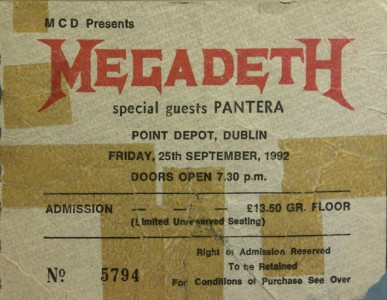 MCD Presents
MEGADETH
special guests PANTERA
POINT DEPOT, DUBLIN
FRIDAY, 25th SEPTEMBER, 1992
DOORS OPEN 7.30 p.m.
ADMISSION — — — £13.50 GR. FLOOR
(Limited Unreserved Seating)
Right of Admission Reserved
To be Retained
For Conditions of Purchase See Over
No 5794